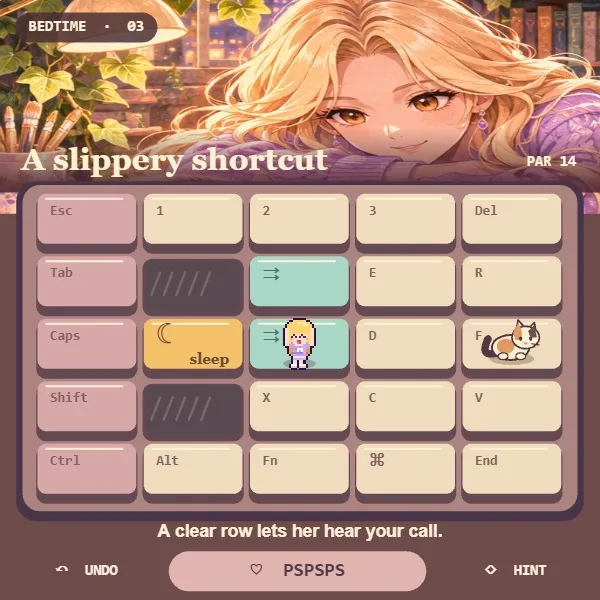 BEDTIME · 03
A slippery shortcut
PAR 14
Esc 1 2 3 Del
Tab ///// ⇉ E R
Caps ☾ sleep ⇉ D F
Shift ///// X C V
Ctrl Alt Fn ⌘ End
A clear row lets her hear your call.
↶ UNDO ♡ PSPSPS ◇ HINT